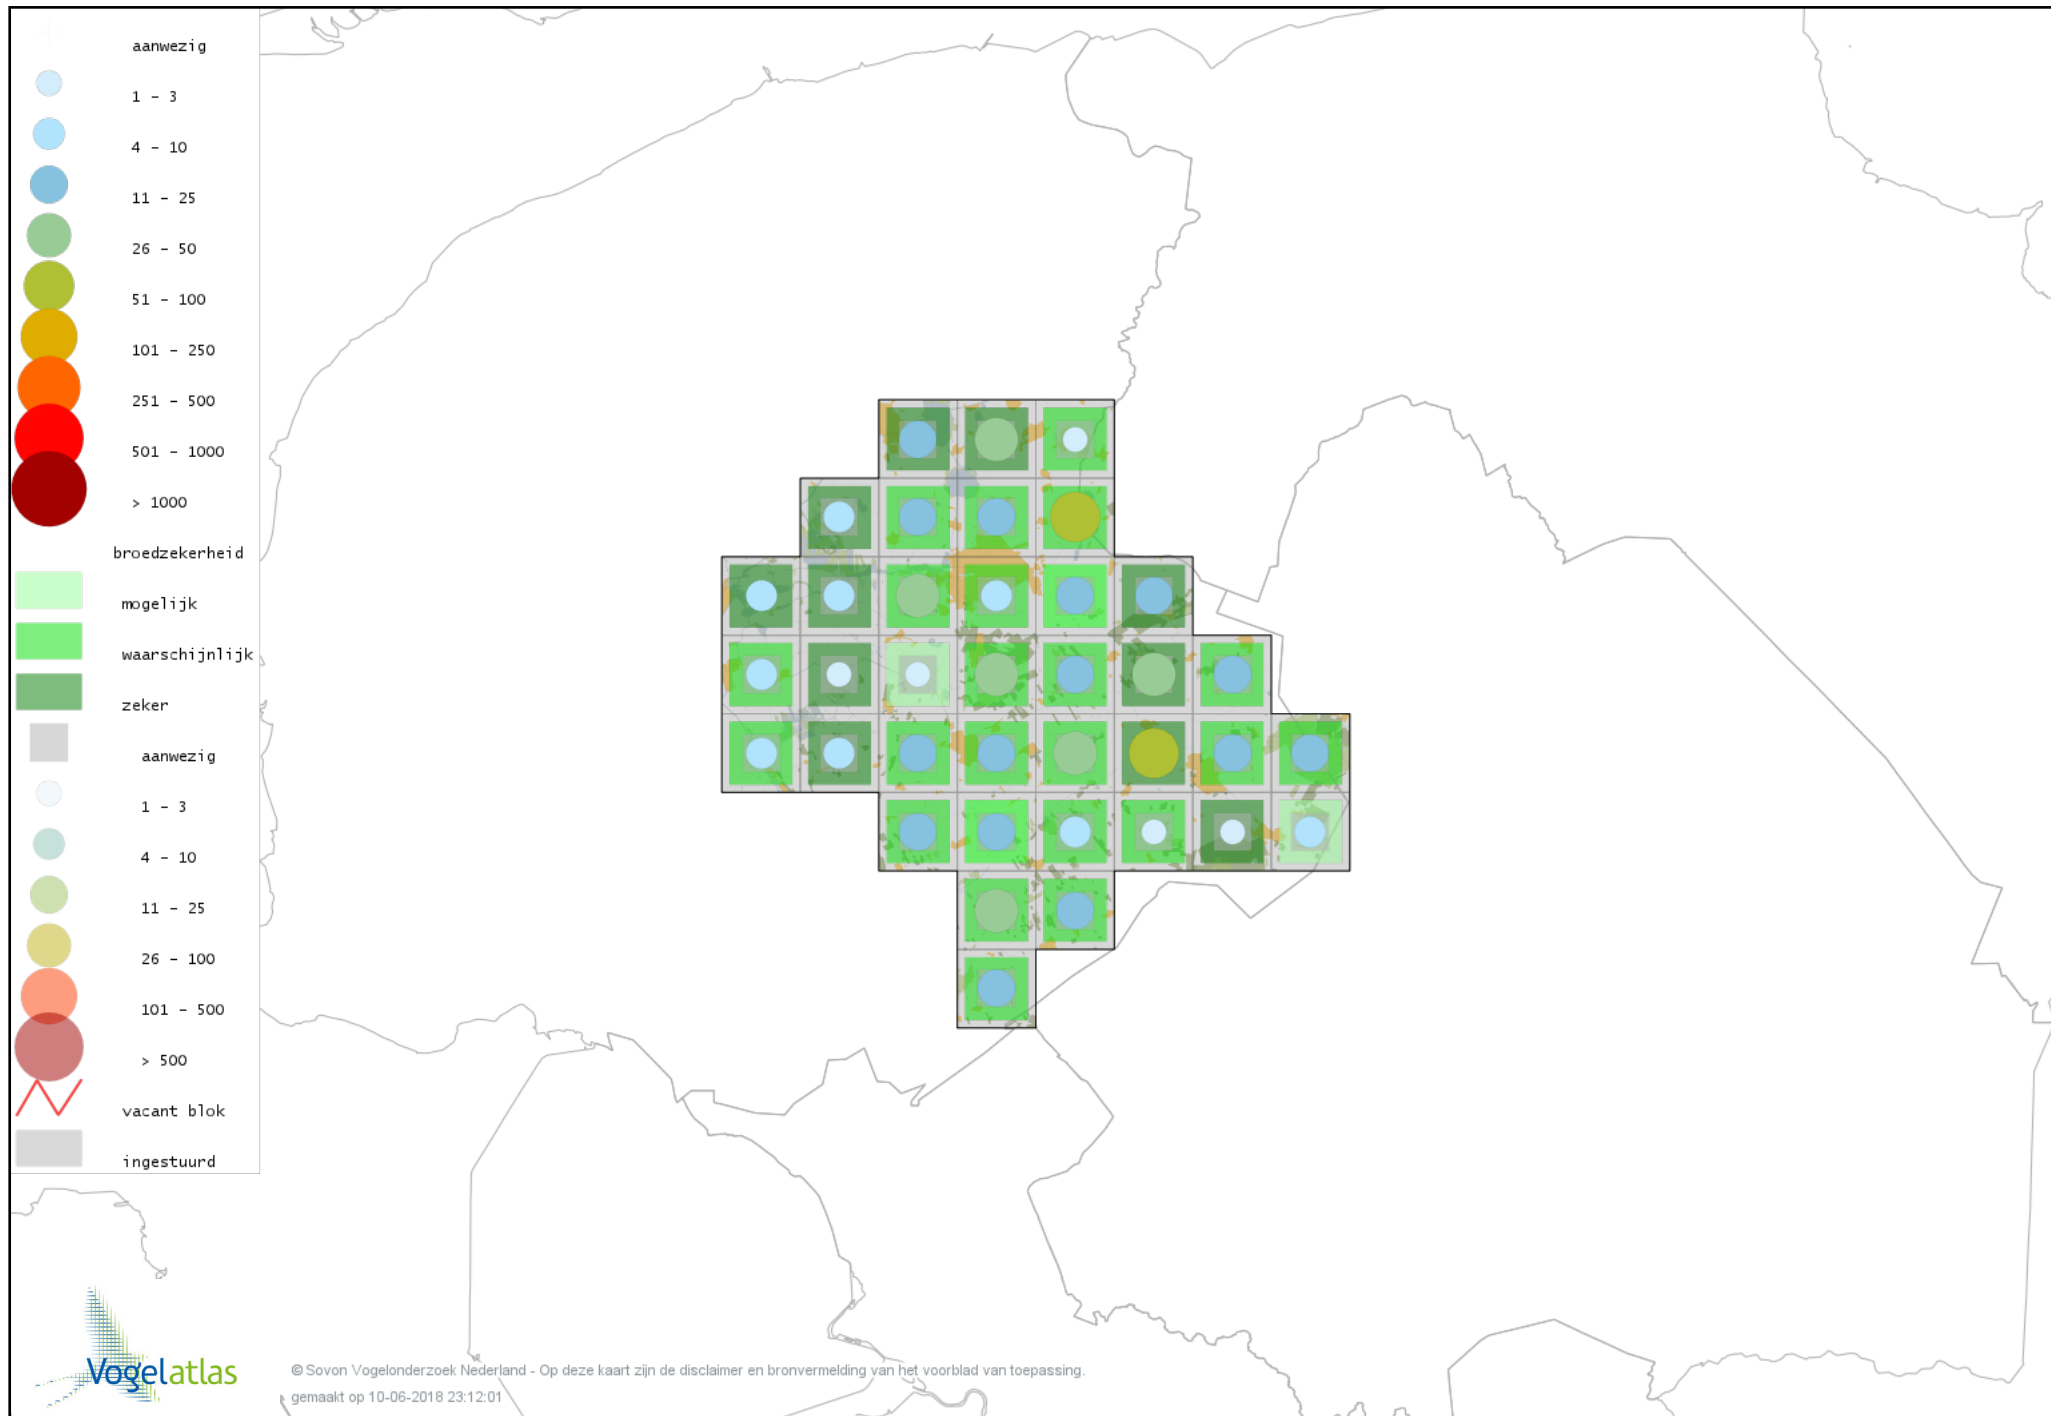 aanwezig
1 - 3
4 - 10
11 - 25
26 - 50
51 - 100
101 - 250
251 - 500
501 - 1000
> 1000
broedzekerheid
mogelijk
waarschijnlijk
zeker
aanwezig
1 - 3
4 - 10
11 - 25
26 - 100
101 - 500
> 500
vacant blok
ingestuurd
Vogelatlas
© Sovon Vogelonderzoek Nederland - Op deze kaart zijn de disclaimer en bronvermelding van het voorblad van toepassing.
gemaakt op 10-06-2018 23:12:01